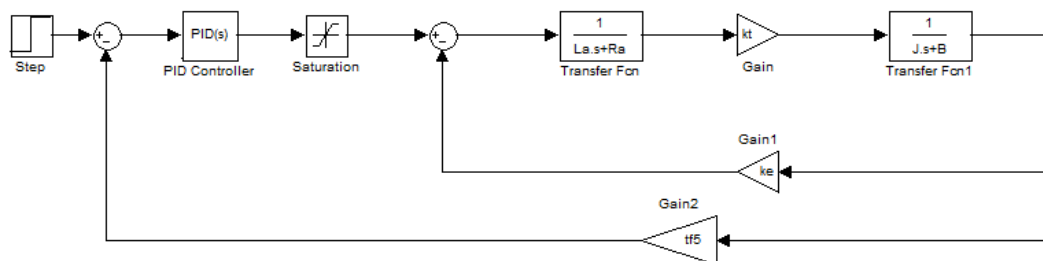 Step
+
−
PID(s)
PID Controller
Saturation
+
−
1
La.s+Ra
Transfer Fcn
kt
Gain
1
J.s+B
Transfer Fcn1
Gain1
ke
Gain2
tf5